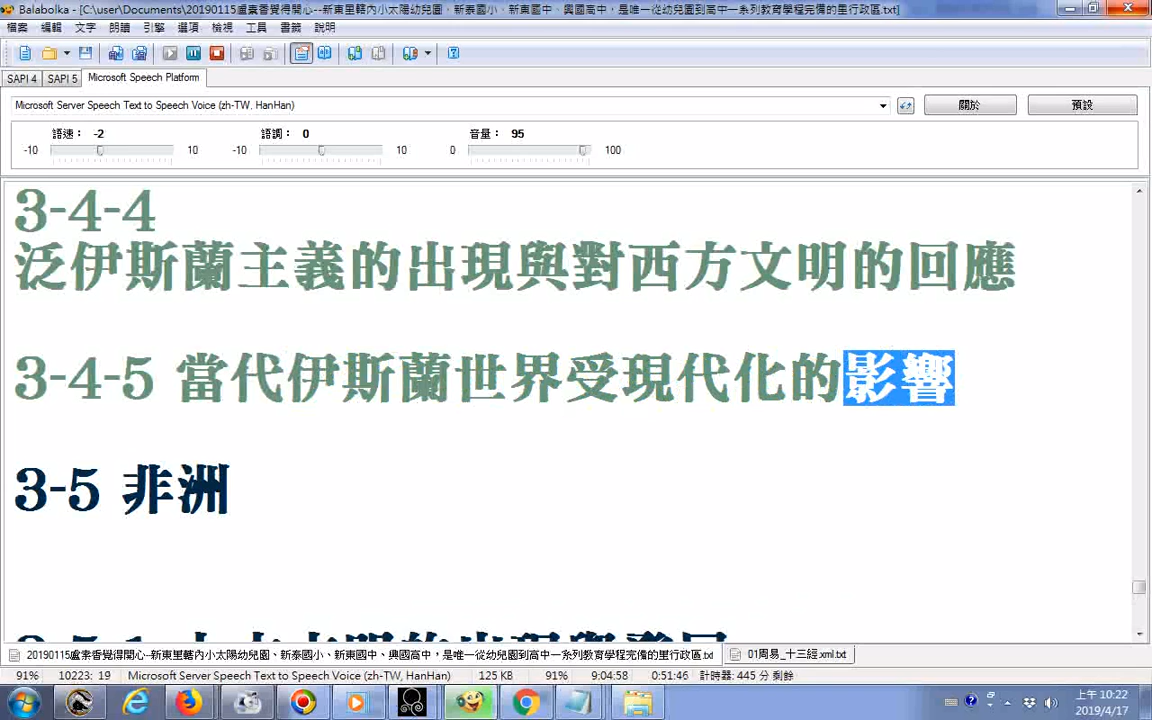 Balabolka - [C:\user\Documents\20190115盧素香覺得開心--新東里轄內小太陽幼兒園、新泰國小、新東國中、興國高中，是唯一從幼兒園到高中一系列教育學程完備的里行政區.txt]
檔案 編輯 文字 朗讀 引擎 選項 檢視 工具 書籤 說明
SAPI 4 SAPI 5 Microsoft Speech Platform
Microsoft Server Speech Text to Speech Voice (zh-TW, HanHan) 關於 預設
語速： -2 語調： 0 音量： 95
-10 10 -10 10 0 100
3-4-4
泛伊斯蘭主義的出現與對西方文明的回應
3-4-5 當代伊斯蘭世界受現代化的影響
3-5 非洲
20190115盧素香覺得開心--新東里轄內小太陽幼兒園、新泰國小、新東國中、興國高中，是唯一從幼兒園到高中一系列教育學程完備的里行政區.txt 01周易_十三經.xml.txt
91% 10223: 19 Microsoft Server Speech Text to Speech Voice (zh-TW, HanHan) 125 KB 91% 9:04:58 0:51:46 計時器: 445 分 剩餘
上午 10:22
2019/4/17